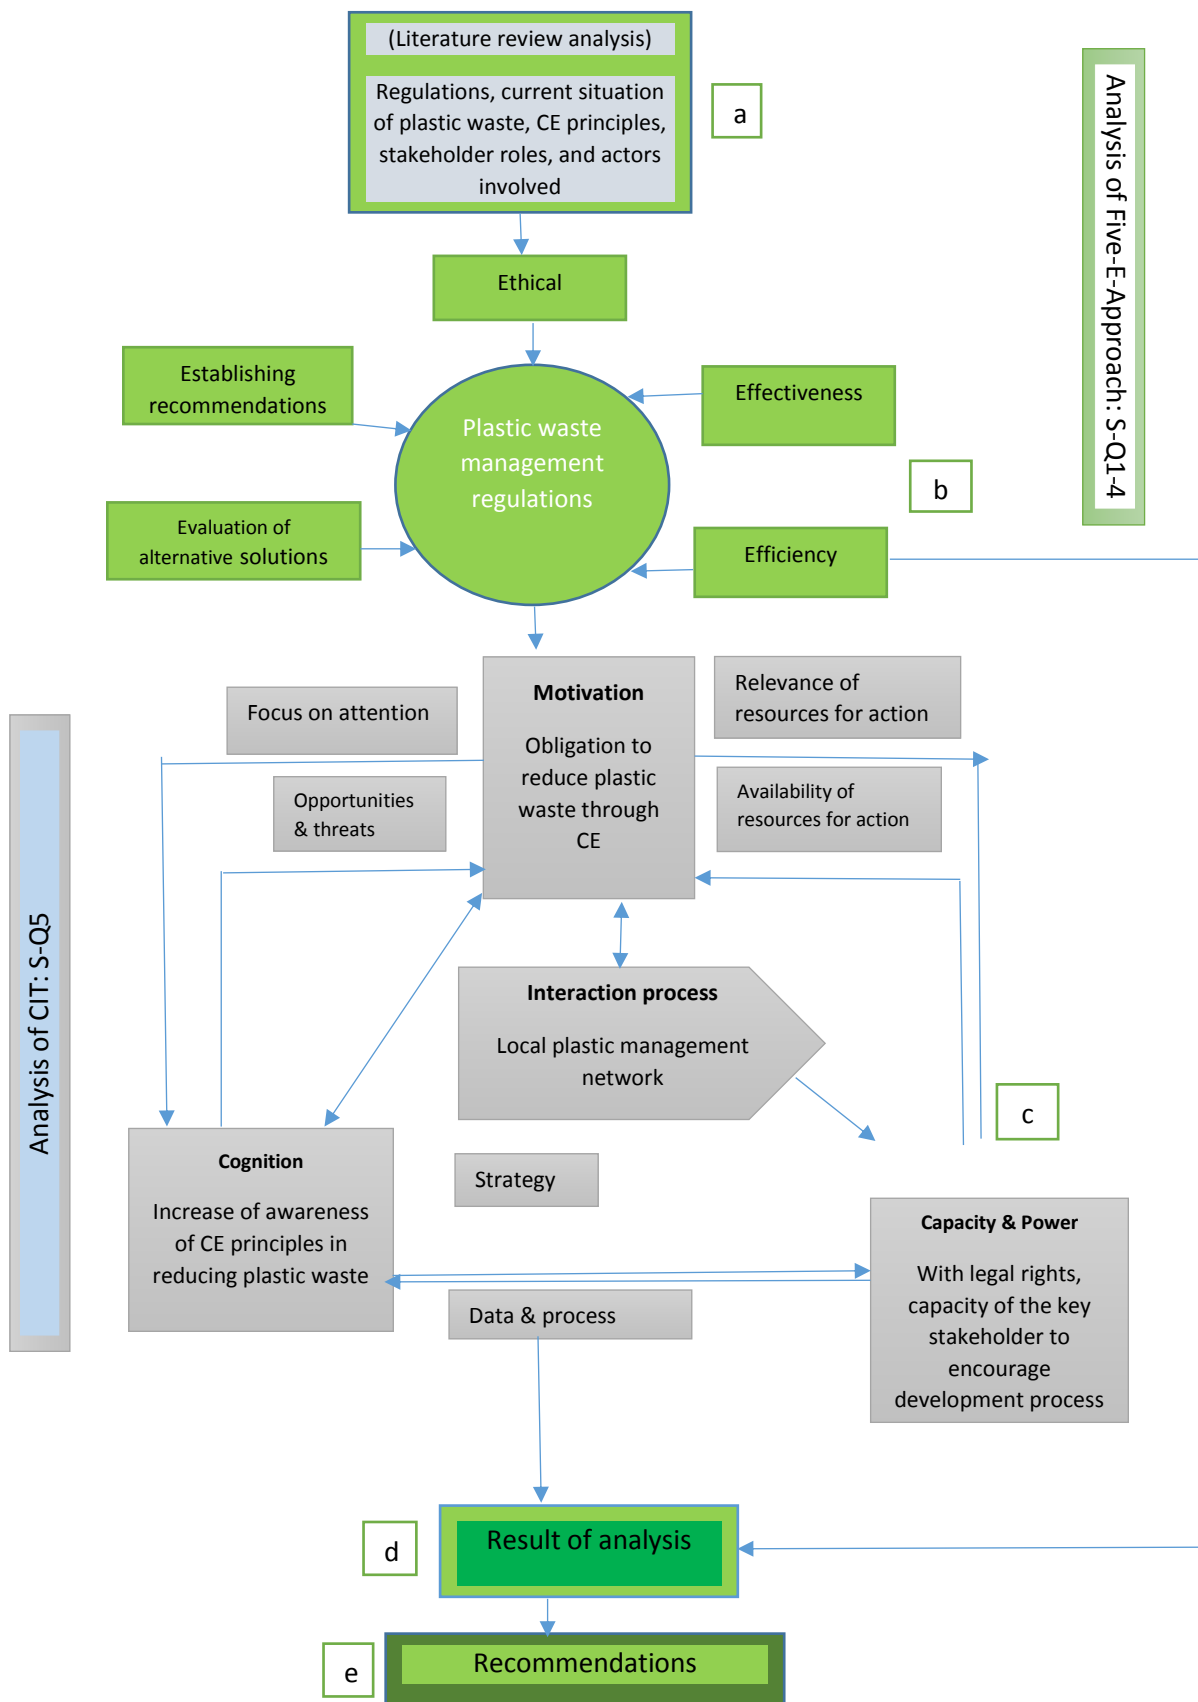 (Literature review analysis)
Regulations, current situation
of plastic waste, CE principles,
stakeholder roles, and actors
involved
a
Analysis of Five-E-Approach: S-Q1-4
Ethical
Establishing
recommendations
Effectiveness
Plastic waste
management
regulations
b
Evaluation of
alternative solutions
Efficiency
Motivation
Obligation to
reduce plastic
waste through
CE
Focus on attention
Relevance of
resources for action
Opportunities
& threats
Availability of
resources for action
Analysis of CIT: S-Q5
Interaction process
Local plastic management
network
c
Cognition
Increase of awareness
of CE principles in
reducing plastic waste
Strategy
Capacity & Power
With legal rights,
capacity of the key
stakeholder to
encourage
development process
Data & process
d
Result of analysis
e
Recommendations